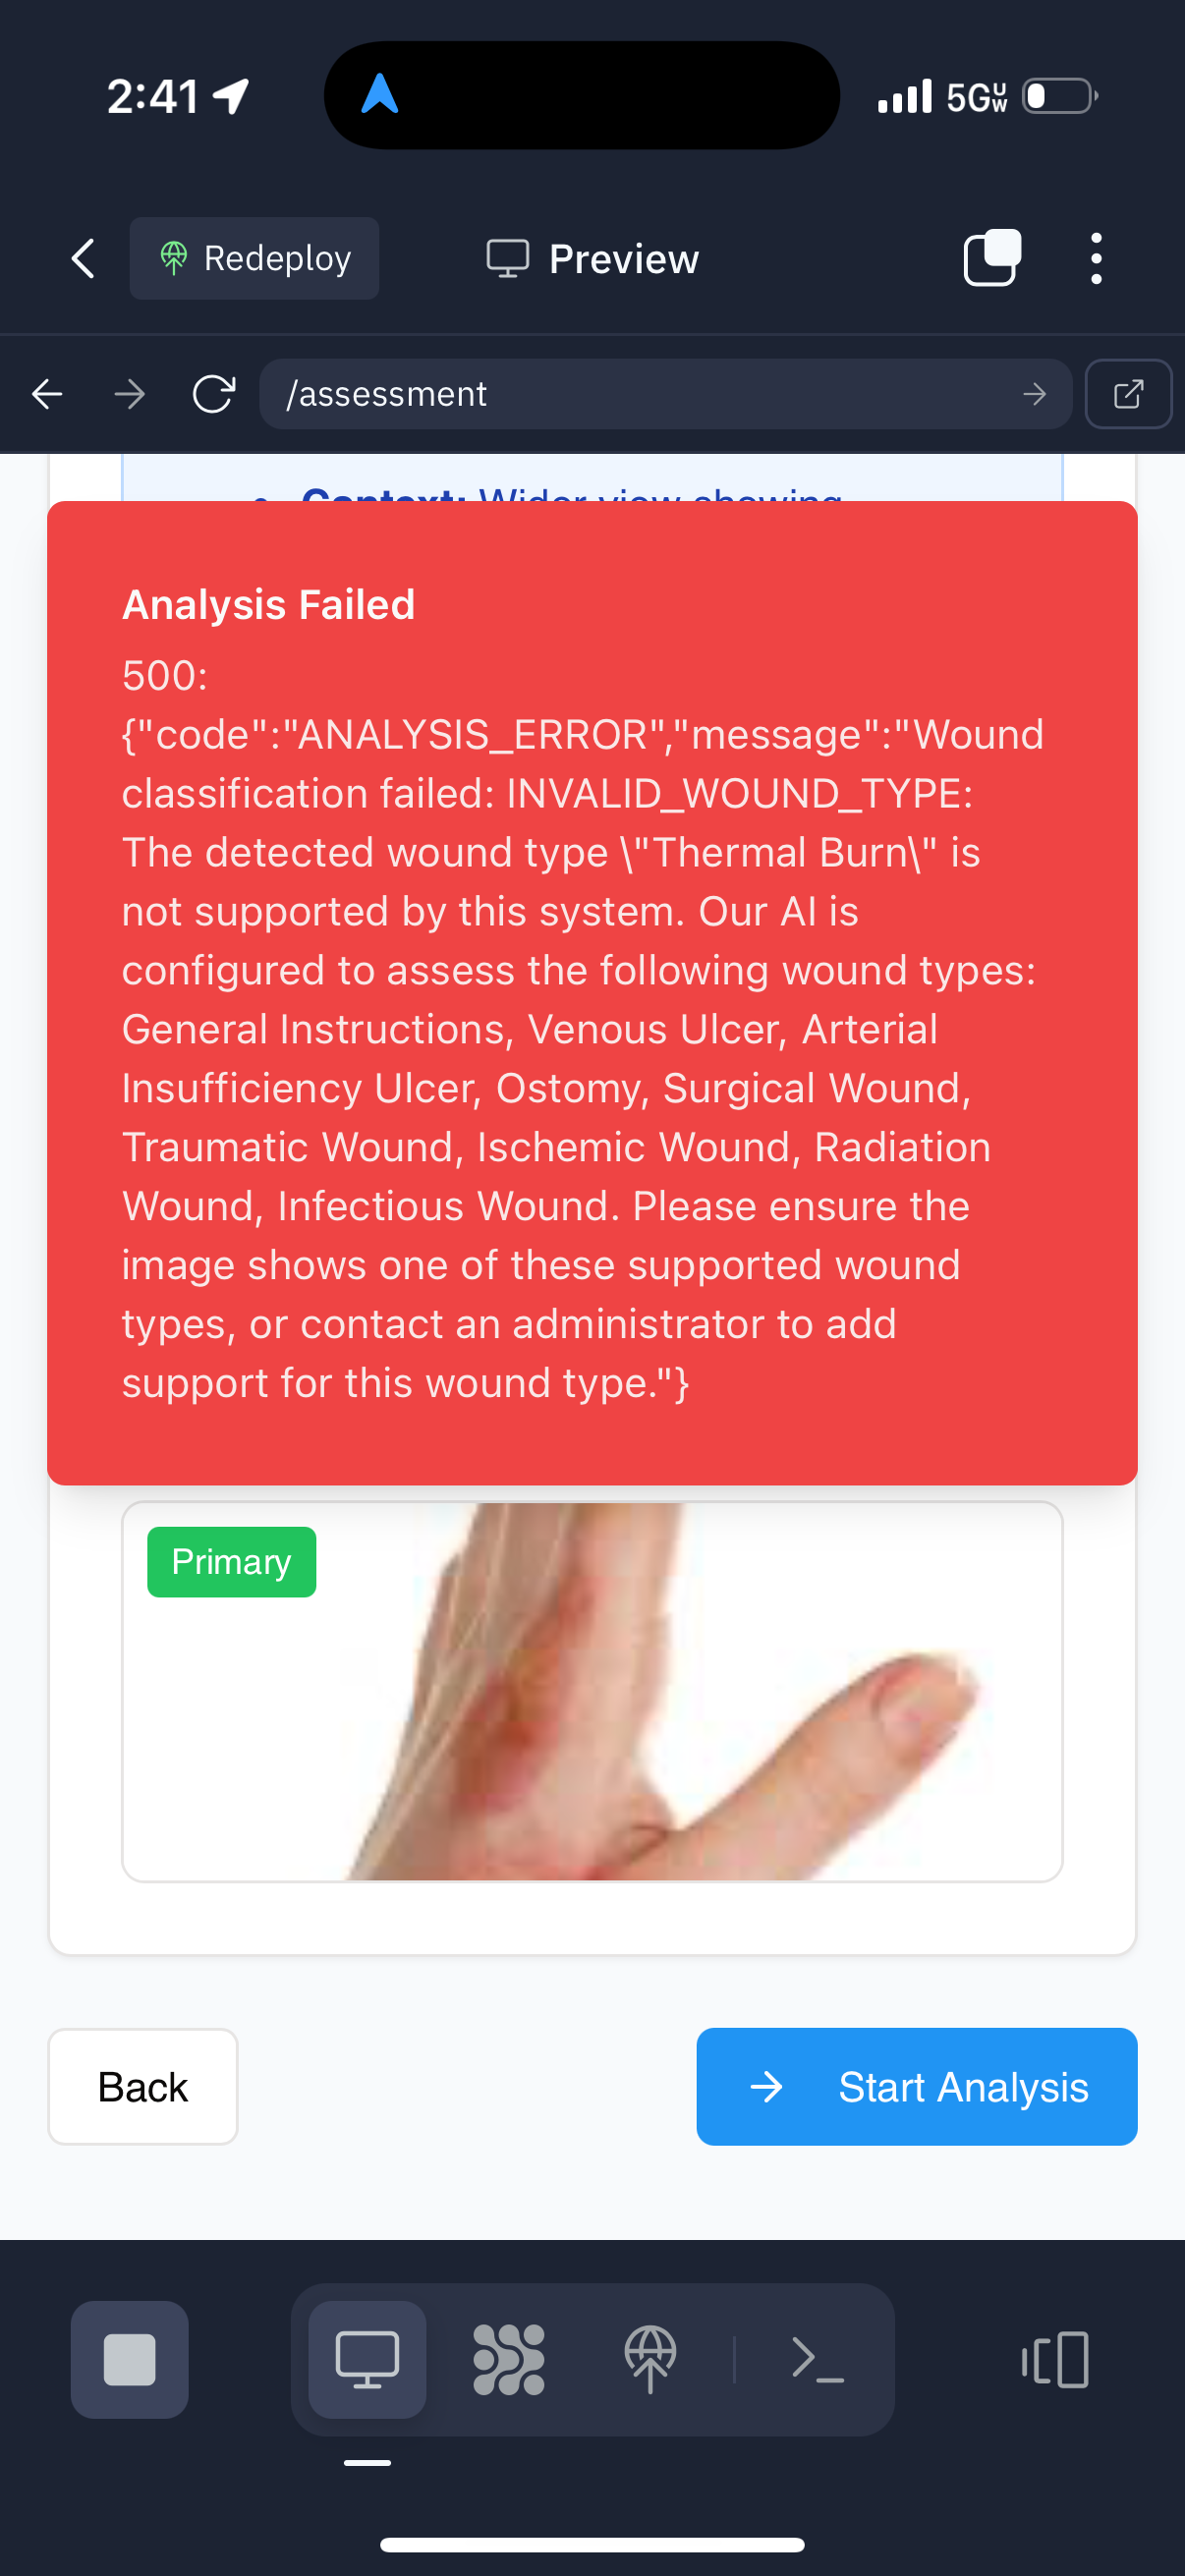 2:41
5GUW
Redeploy
Preview
/assessment
Context: Wider view showing
Analysis Failed
500:
{"code":"ANALYSIS_ERROR","message":"Wound
classification failed: INVALID_WOUND_TYPE:
The detected wound type \"Thermal Burn\" is
not supported by this system. Our AI is
configured to assess the following wound types:
General Instructions, Venous Ulcer, Arterial
Insufficiency Ulcer, Ostomy, Surgical Wound,
Traumatic Wound, Ischemic Wound, Radiation
Wound, Infectious Wound. Please ensure the
image shows one of these supported wound
types, or contact an administrator to add
support for this wound type."}
Primary
Back
Start Analysis